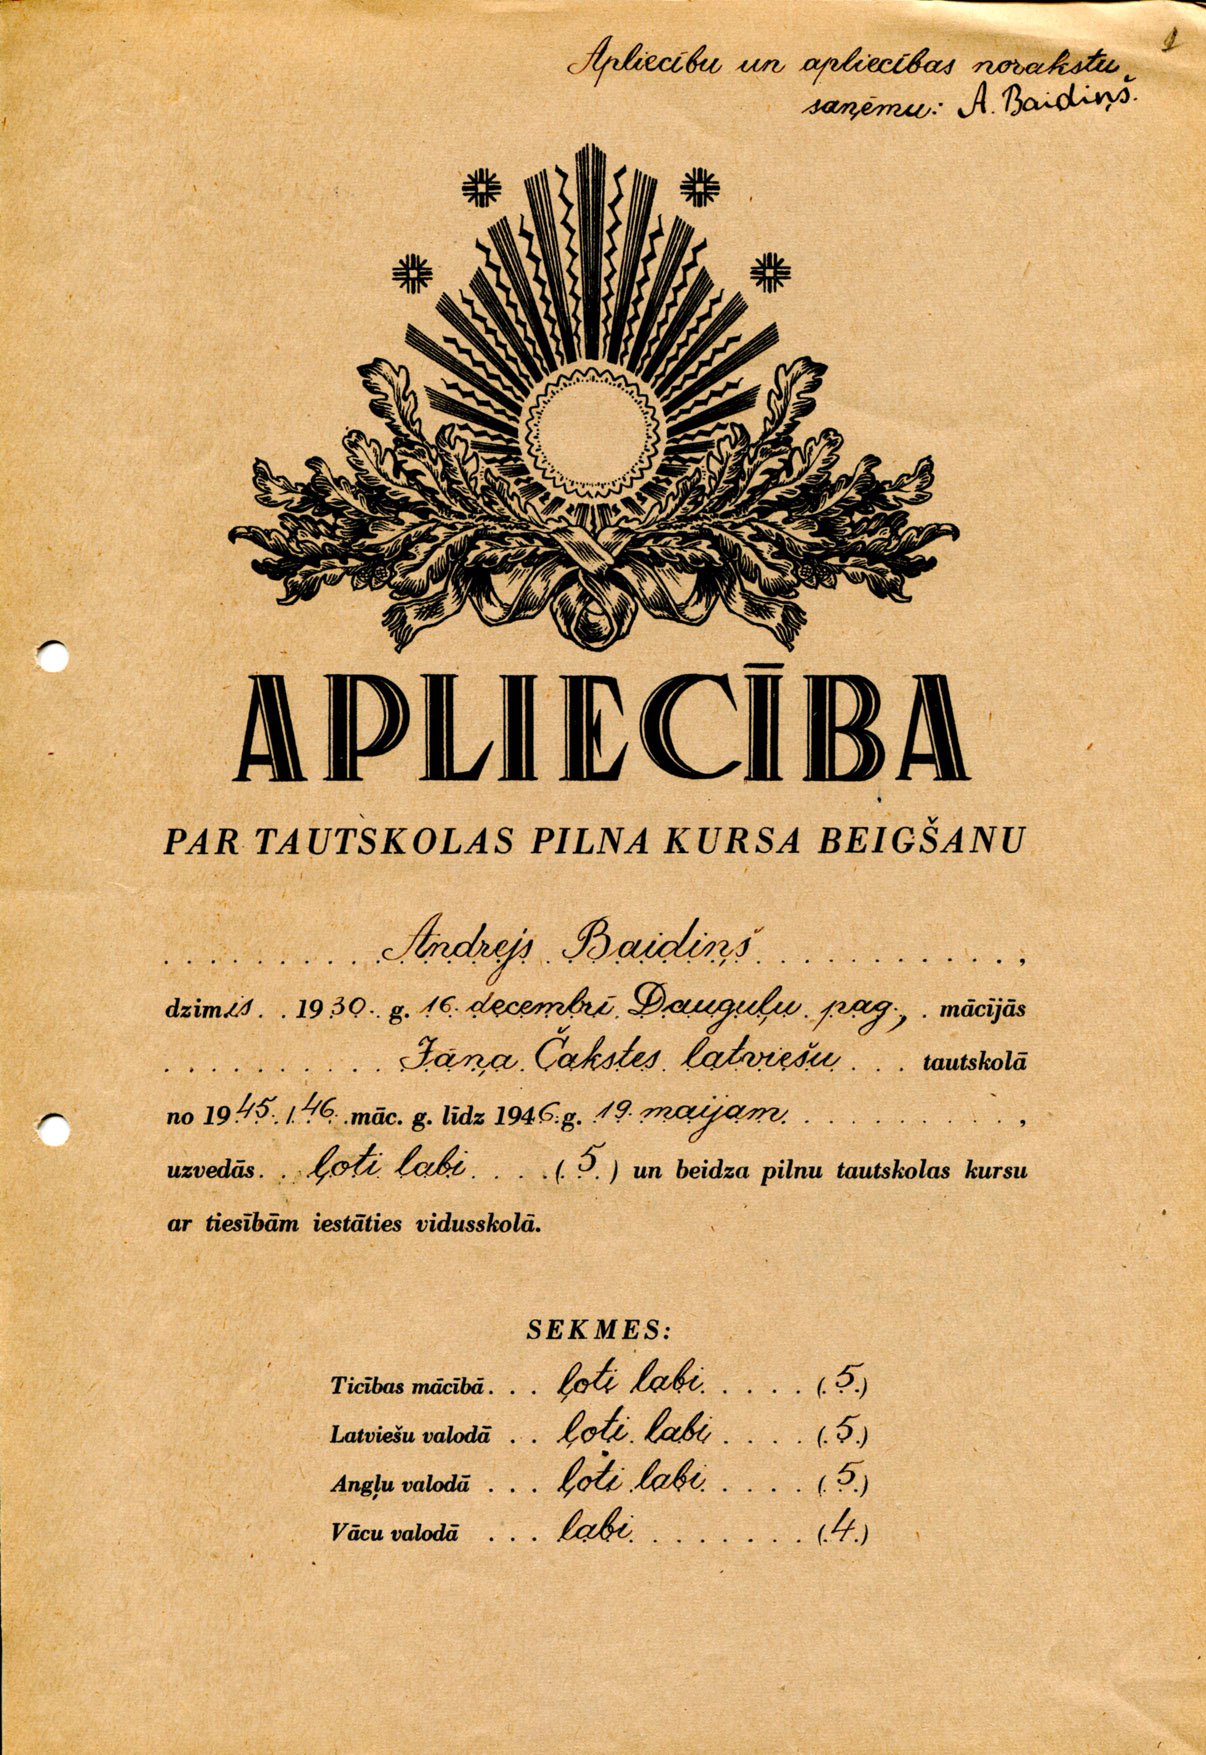 Apliecību un apliecības norakstu
saņēmu: A. Baidiņš.
APLIECĪBA
PAR TAUTSKOLAS PILNA KURSA BEIGŠANU
Andrejs Baidiņš,
dzimis 1930. g. 16. decembrī Dauguļu pag., mācījās
Jāņa Čakstes latviešu tautskolā
no 1945./46. māc. g. līdz 1946. g. 19. maijam,
uzvedās ļoti labi (5) un beidza pilnu tautskolas kursu
ar tiesībām iestāties vidusskolā.
SEKMES:
Ticības mācībā... ļoti labi..... (5)
Latviešu valodā .. ļoti labi .... (5)
Angļu valodā ... ļoti labi..... (5)
Vācu valodā ... labi........ (4)